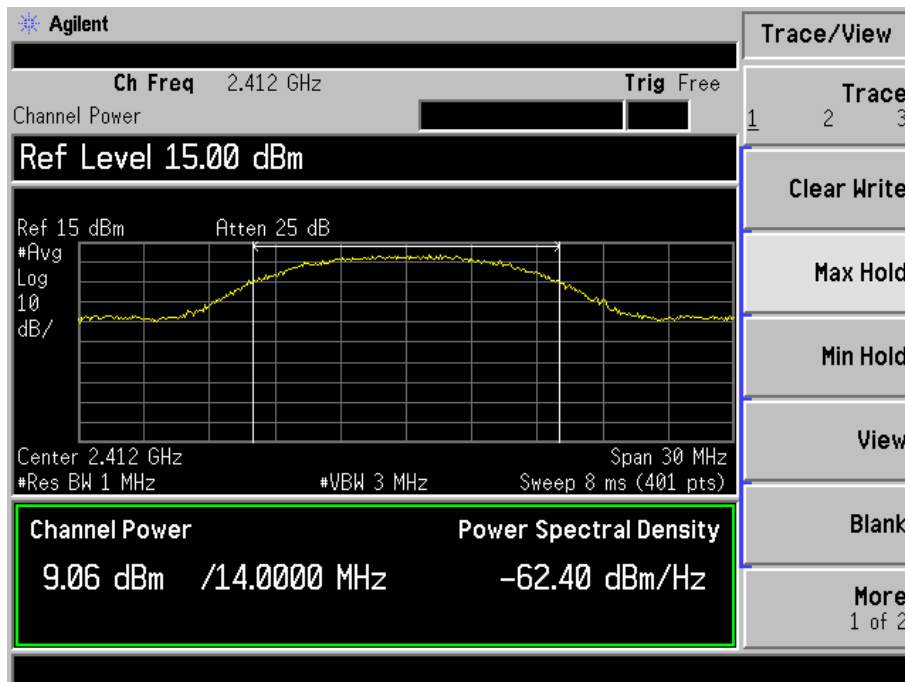 Agilent
Trace/View
Ch Freq 2.412 GHz Trig Free
Channel Power
Trace
1 2 3
Ref Level 15.00 dBm
Clear Write
Ref 15 dBm Atten 25 dB
#Avg
Log
10
dB/
Max Hold
Min Hold
Center 2.412 GHz Span 30 MHz
#Res BW 1 MHz #VBW 3 MHz Sweep 8 ms (401 pts)
View
Channel Power Power Spectral Density
9.06 dBm /14.0000 MHz -62.40 dBm/Hz
Blank
More
1 of 2